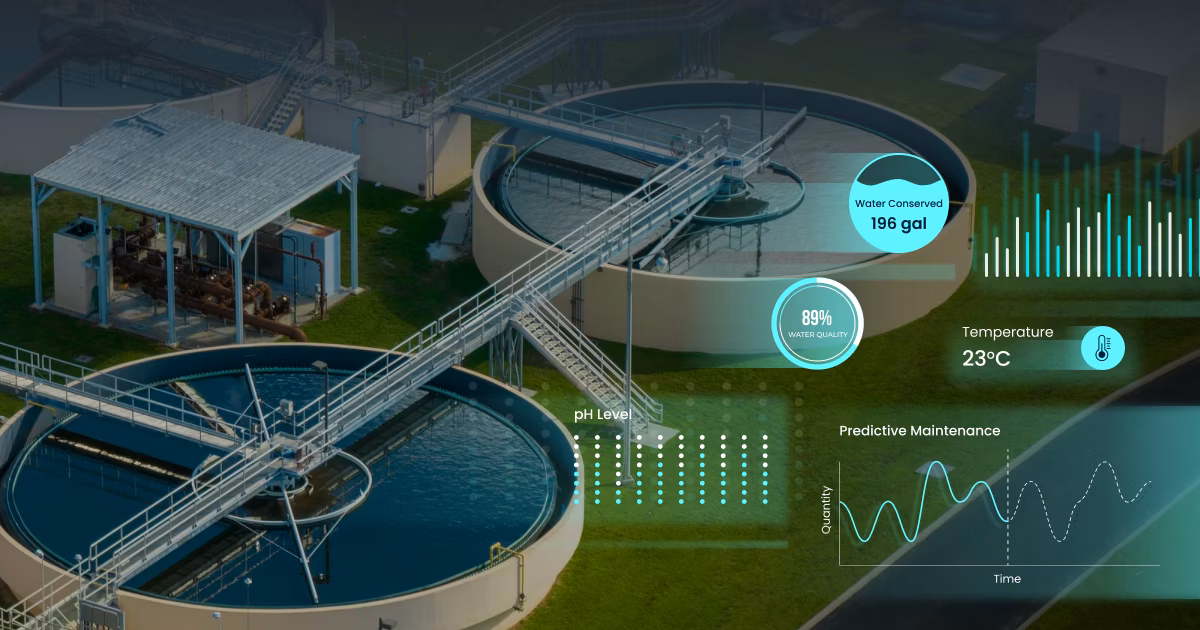 Water Conserved
196 gal
89%
WATER QUALITY
Temperature
23°C
pH Level
Predictive Maintenance
Quantity
Time